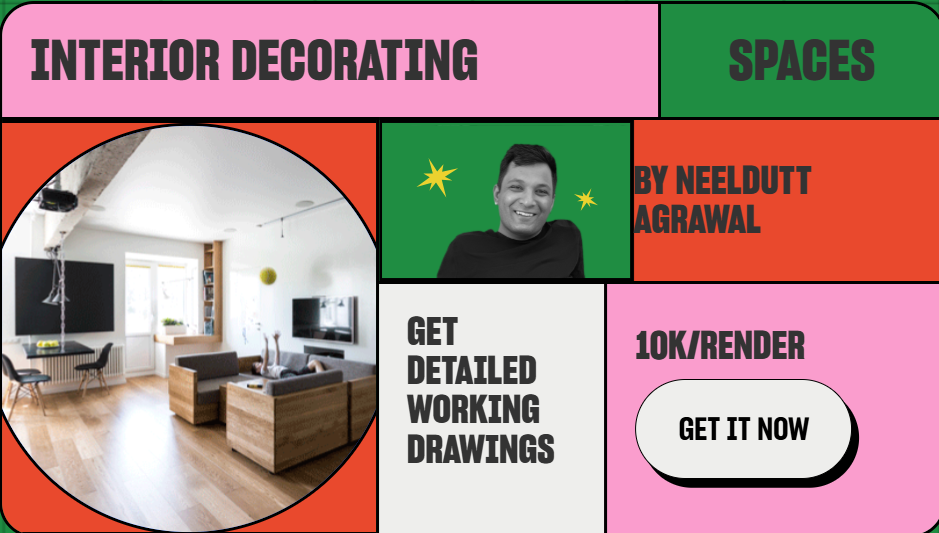 INTERIOR DECORATING
SPACES
BY NEELDUTT
AGRAWAL
GET
DETAILED
WORKING
DRAWINGS
10K/RENDER
GET IT NOW